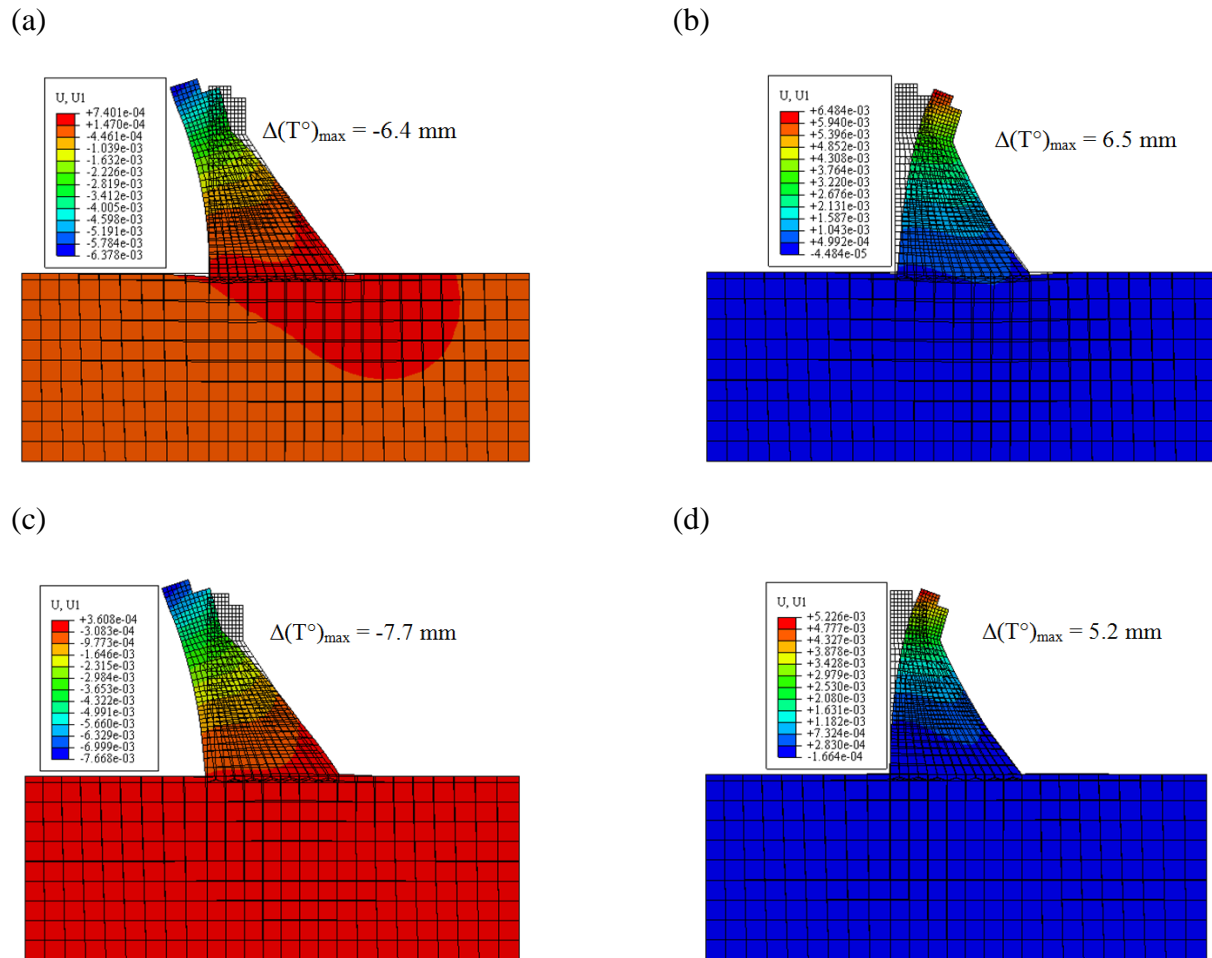 (a)
U, U1
+7.401e-04
+1.470e-04
-4.461e-04
-1.039e-03
-1.632e-03
-2.226e-03
-2.819e-03
-3.412e-03
-4.005e-03
-4.598e-03
-5.191e-03
-5.784e-03
-6.378e-03
Δ(T°)max = -6.4 mm
(b)
U, U1
+6.484e-03
+5.940e-03
+5.396e-03
+4.852e-03
+4.308e-03
+3.764e-03
+3.220e-03
+2.676e-03
+2.131e-03
+1.587e-03
+1.043e-03
+4.992e-04
-4.484e-05
Δ(T°)max = 6.5 mm
(c)
U, U1
+3.608e-04
-3.083e-04
-9.773e-04
-1.646e-03
-2.315e-03
-2.984e-03
-3.653e-03
-4.322e-03
-4.991e-03
-5.660e-03
-6.329e-03
-6.999e-03
-7.668e-03
Δ(T°)max = -7.7 mm
(d)
U, U1
+5.226e-03
+4.777e-03
+4.327e-03
+3.878e-03
+3.428e-03
+2.979e-03
+2.530e-03
+2.080e-03
+1.631e-03
+1.182e-03
+7.324e-04
+2.830e-04
-1.664e-04
Δ(T°)max = 5.2 mm